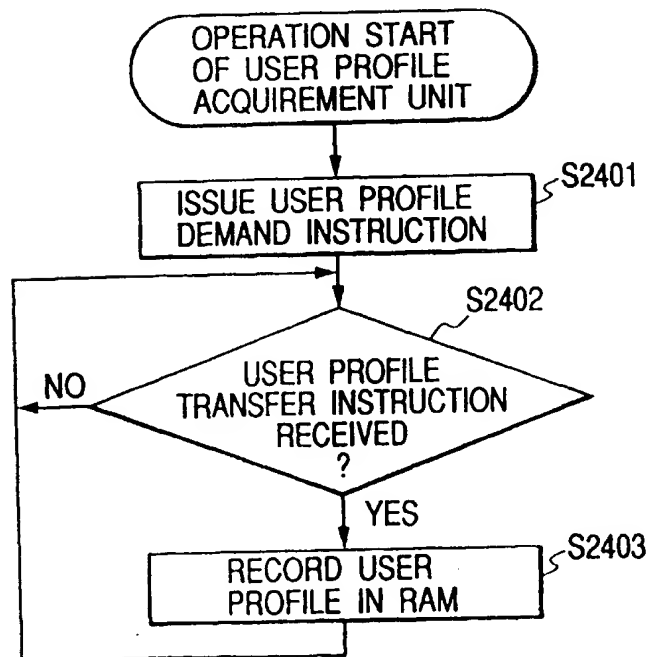 OPERATION START
OF USER PROFILE
ACQUIREMENT UNIT
S2401
ISSUE USER PROFILE
DEMAND INSTRUCTION
S2402
USER PROFILE
TRANSFER INSTRUCTION
RECEIVED
?
NO
YES
S2403
RECORD USER
PROFILE IN RAM